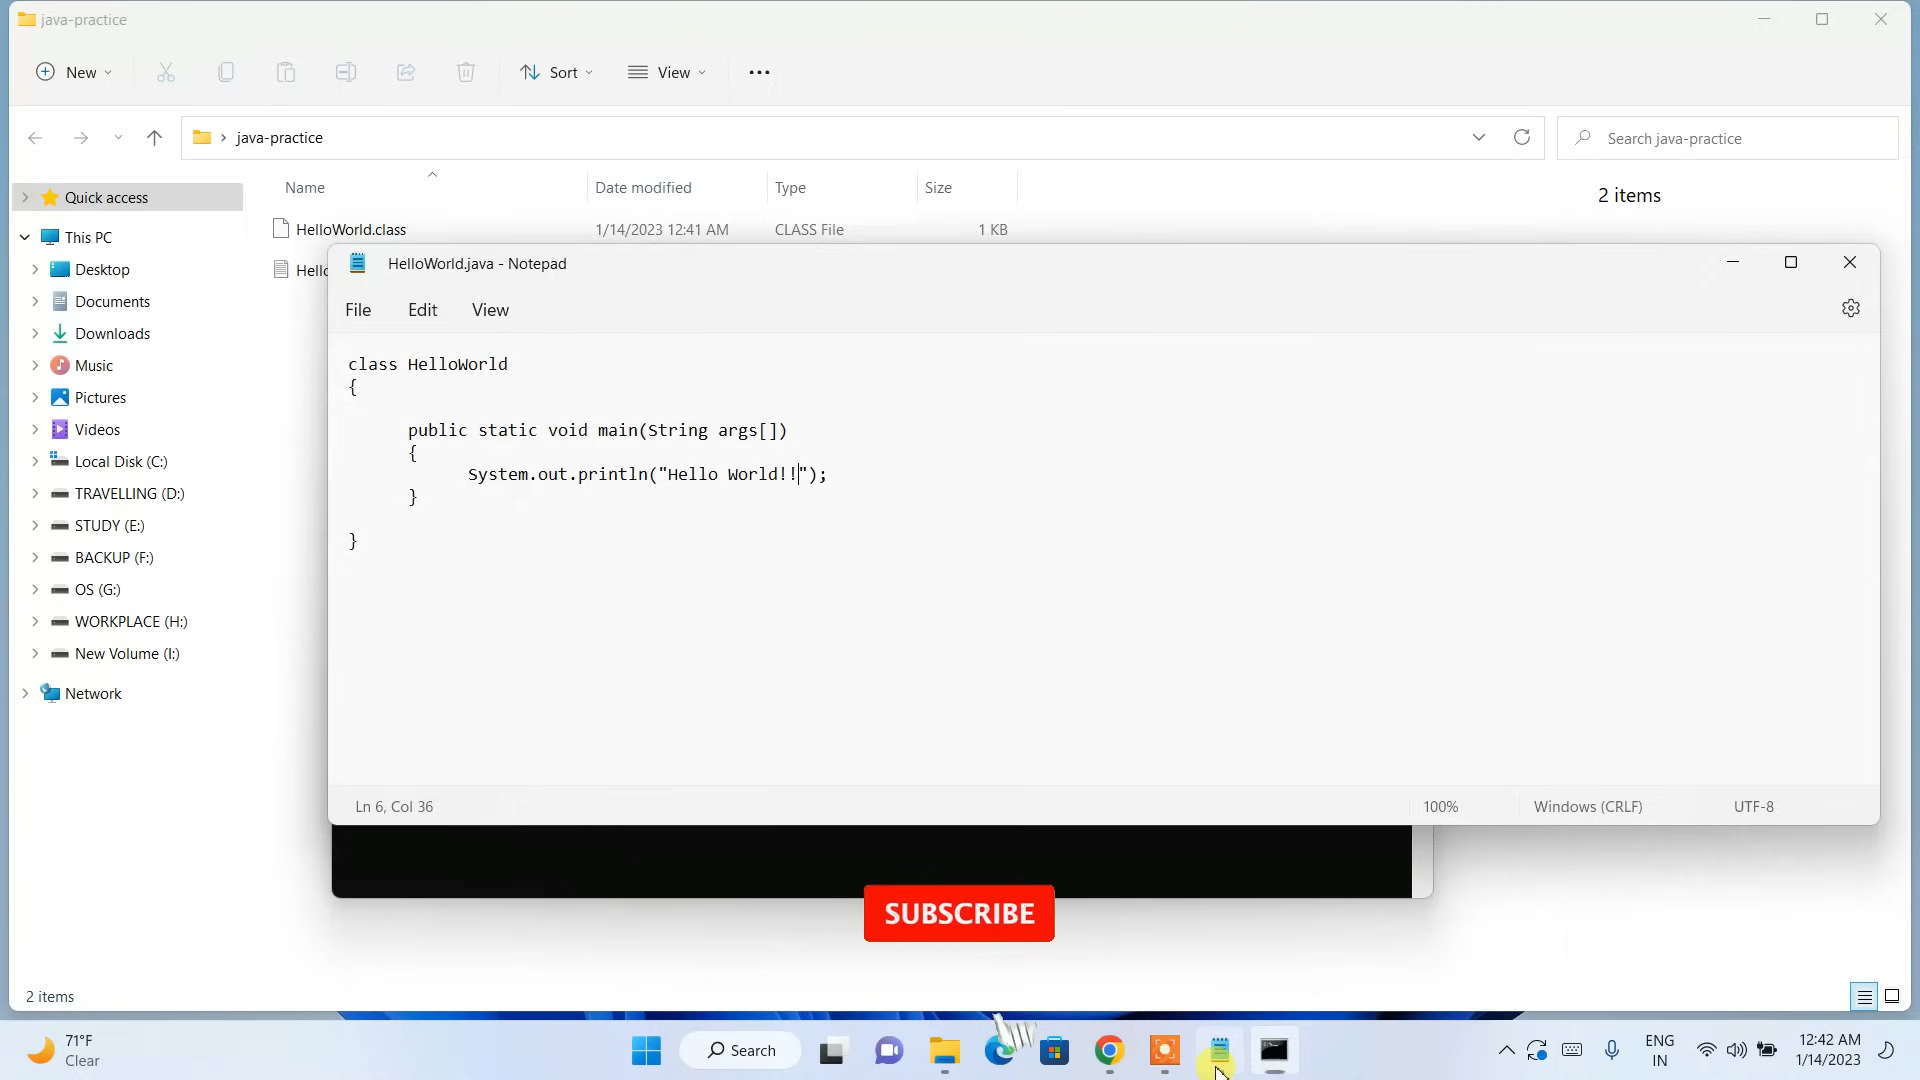 java-practice
New
Sort
View
java-practice
Search java-practice
Name
Date modified
Type
Size
2 items
Quick access
HelloWorld.class
1/14/2023 12:41 AM
CLASS File
1 KB
This PC
Hello
Desktop
Documents
Downloads
Music
Pictures
Videos
Local Disk (C:)
TRAVELLING (D:)
STUDY (E:)
BACKUP (F:)
OS (G:)
WORKPLACE (H:)
New Volume (I:)
Network
HelloWorld.java - Notepad
File
Edit
View
class HelloWorld
{
public static void main(String args[])
{
System.out.println("Hello World!!");
}
}
Ln 6, Col 36
100%
Windows (CRLF)
UTF-8
SUBSCRIBE
2 items
71°F
Clear
Search
ENG
IN
12:42 AM
1/14/2023